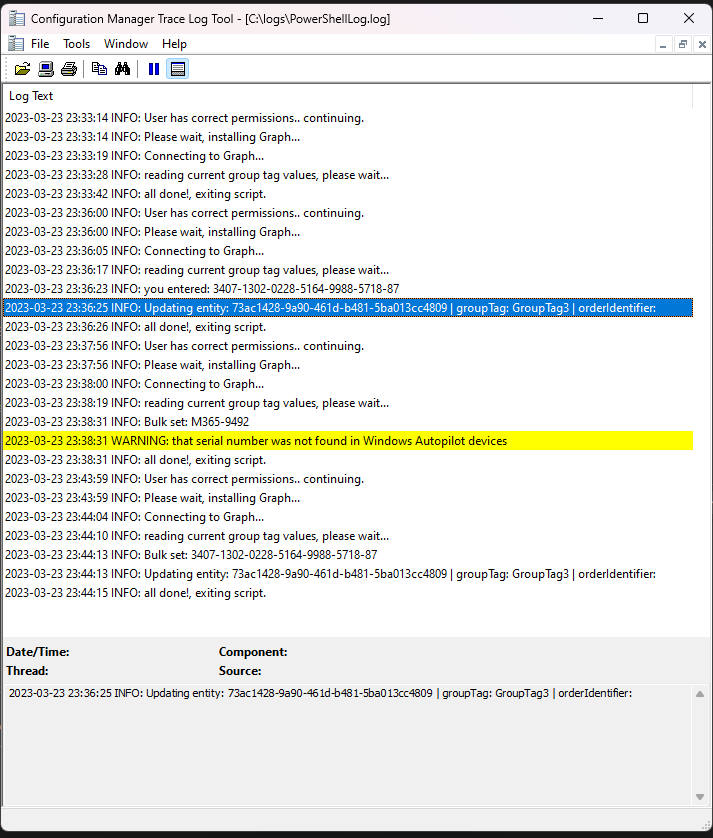 Configuration Manager Trace Log Tool - [C:\logs\PowerShellLog.log]
File Tools Window Help
Log Text
2023-03-23 23:33:14 INFO: User has correct permissions.. continuing.
2023-03-23 23:33:14 INFO: Please wait, installing Graph...
2023-03-23 23:33:19 INFO: Connecting to Graph...
2023-03-23 23:33:28 INFO: reading current group tag values, please wait...
2023-03-23 23:33:42 INFO: all done!, exiting script.
2023-03-23 23:36:00 INFO: User has correct permissions.. continuing.
2023-03-23 23:36:00 INFO: Please wait, installing Graph...
2023-03-23 23:36:05 INFO: Connecting to Graph...
2023-03-23 23:36:17 INFO: reading current group tag values, please wait...
2023-03-23 23:36:23 INFO: you entered: 3407-1302-0228-5164-9988-5718-87
2023-03-23 23:36:25 INFO: Updating entity: 73ac1428-9a90-461d-b481-5ba013cc4809 | groupTag: GroupTag3 | orderIdentifier:
2023-03-23 23:36:26 INFO: all done!, exiting script.
2023-03-23 23:37:56 INFO: User has correct permissions.. continuing.
2023-03-23 23:37:56 INFO: Please wait, installing Graph...
2023-03-23 23:38:00 INFO: Connecting to Graph...
2023-03-23 23:38:19 INFO: reading current group tag values, please wait...
2023-03-23 23:38:31 INFO: Bulk set: M365-9492
2023-03-23 23:38:31 WARNING: that serial number was not found in Windows Autopilot devices
2023-03-23 23:38:31 INFO: all done!, exiting script.
2023-03-23 23:43:59 INFO: User has correct permissions.. continuing.
2023-03-23 23:43:59 INFO: Please wait, installing Graph...
2023-03-23 23:44:04 INFO: Connecting to Graph...
2023-03-23 23:44:10 INFO: reading current group tag values, please wait...
2023-03-23 23:44:13 INFO: Bulk set: 3407-1302-0228-5164-9988-5718-87
2023-03-23 23:44:13 INFO: Updating entity: 73ac1428-9a90-461d-b481-5ba013cc4809 | groupTag: GroupTag3 | orderIdentifier:
2023-03-23 23:44:15 INFO: all done!, exiting script.
Date/Time: Component:
Thread: Source:
2023-03-23 23:36:25 INFO: Updating entity: 73ac1428-9a90-461d-b481-5ba013cc4809 | groupTag: GroupTag3 | orderIdentifier: